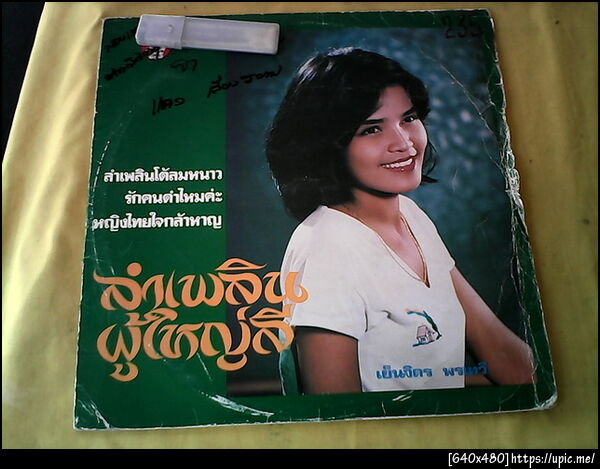 235
ลำเพลินโต้ลมหนาว
รักคนดำไหมค่ะ
หญิงไทยใจกล้าหาญ
ลำเพลิน
ผู้ใหญ่ลี
เย็นจิตร พรเทวี
[640x480]https://upic.me/